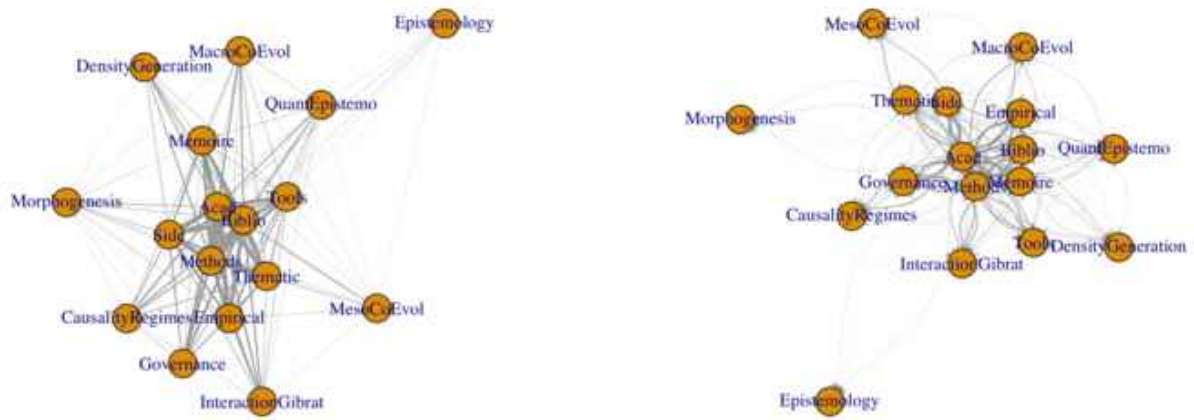 Epistemology
MacroCoEvol
DensityGeneration
QuantEpistemo
Memoire
Morphogenesis
Tools
Acad
Biblio
Side
Methods
Thematic
MesoCoEvol
CausalityRegimes
Empirical
Governance
InteractionGibrat
MesoCoEvol
MacroCoEvol
Thematic
Side
Empirical
Morphogenesis
Biblio
QuantEpistemo
Acad
Governance
Methods
Memoire
CausalityRegimes
Tools
DensityGeneration
InteractionGibrat
Epistemology